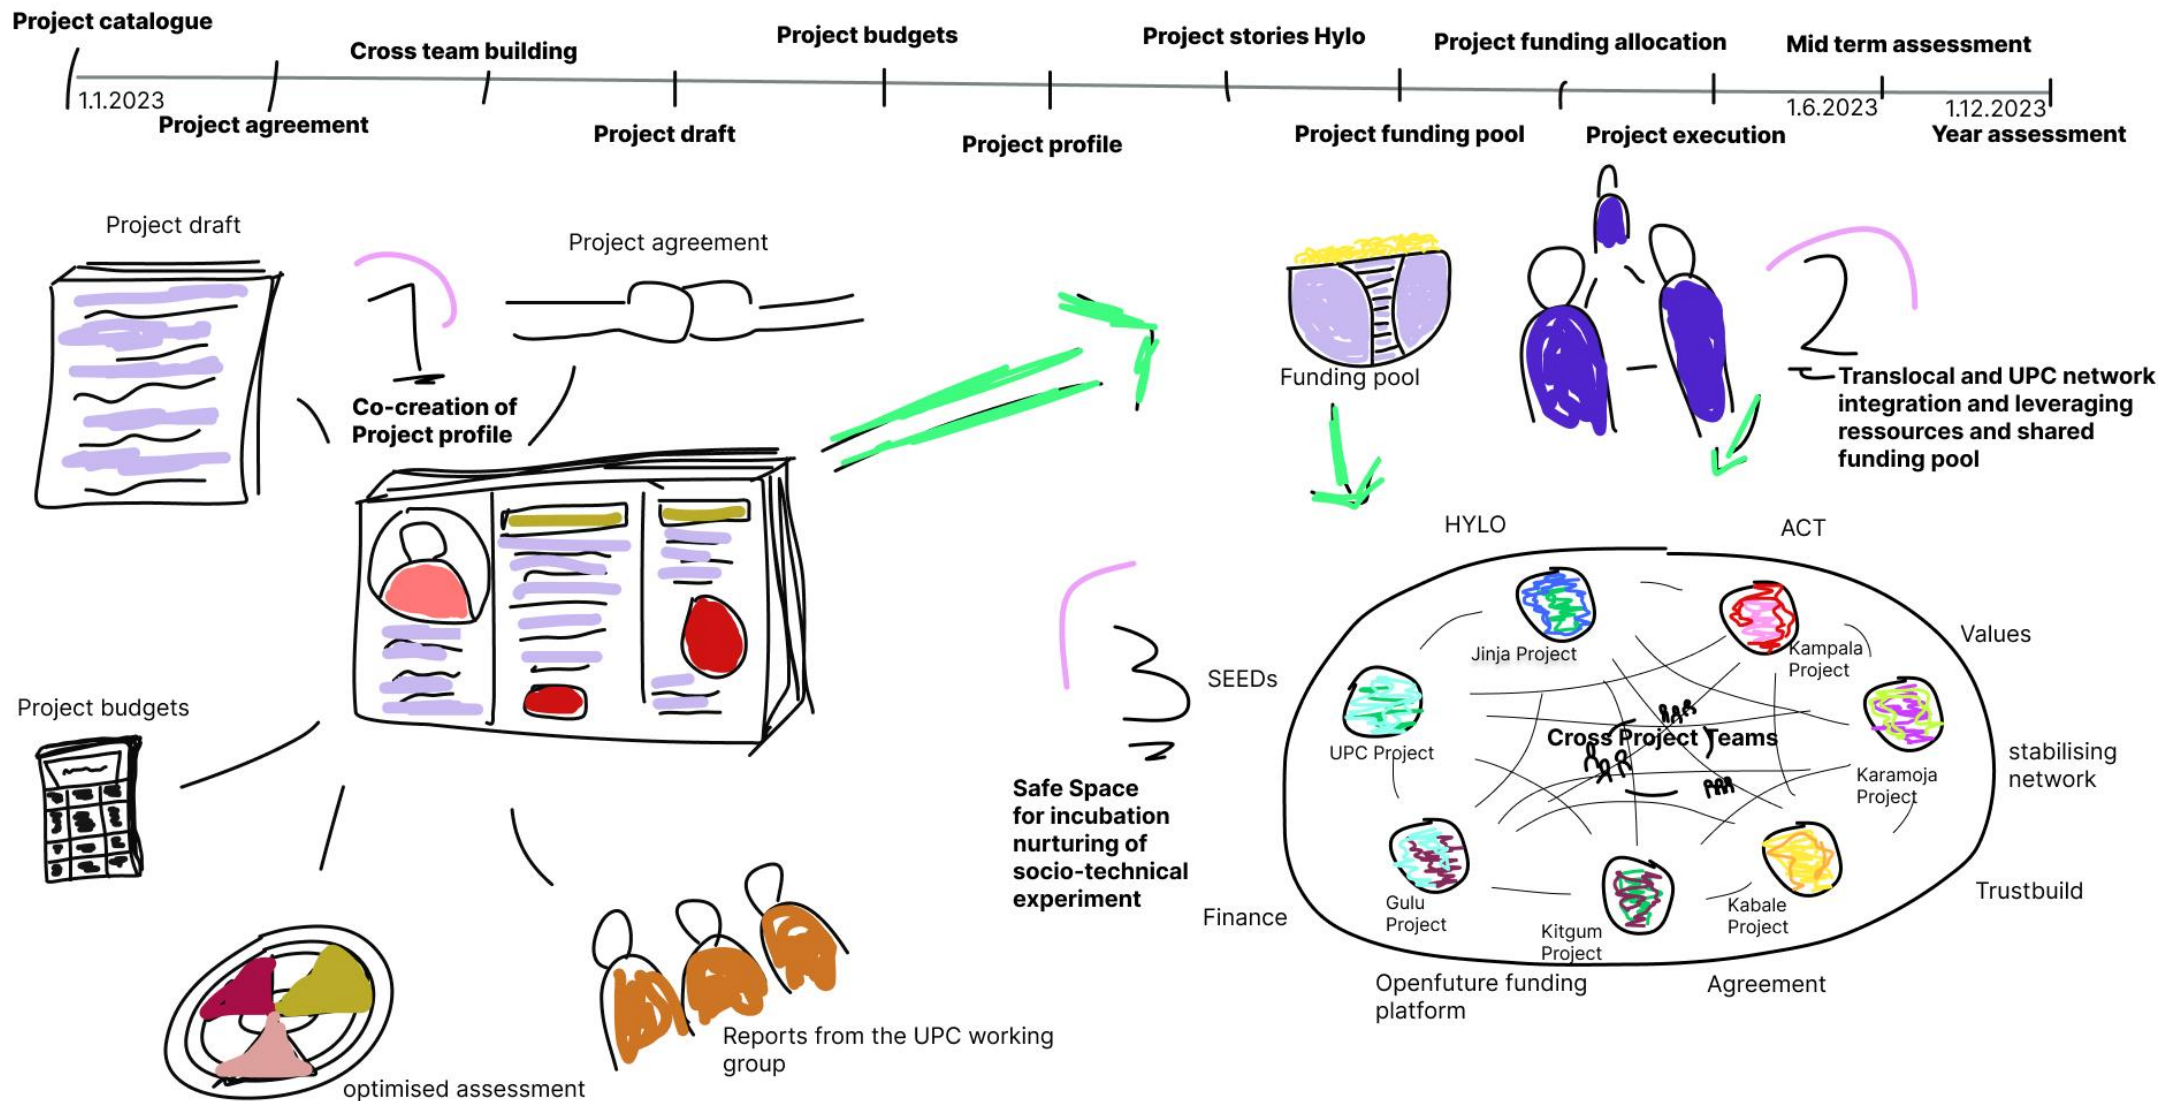 Project catalogue
Cross team building
Project budgets
Project stories Hylo
Project funding allocation
Mid term assessment
1.1.2023
1.6.2023
1.12.2023
Project agreement
Project draft
Project profile
Project funding pool
Project execution
Year assessment
Project draft
1
Co-creation of
Project profile
Project agreement
Funding pool
2
Translocal and UPC network
integration and leveraging
ressources and shared
funding pool
Project budgets
optimised assessment
Reports from the UPC working
group
3
Safe Space
for incubation
nurturing of
socio-technical
experiment
HYLO
ACT
Values
stabilising
network
Trustbuild
Agreement
Openfuture funding
platform
Finance
SEEDs
Jinja Project
Kampala
Project
Karamoja
Project
Kabale
Project
Kitgum
Project
Gulu
Project
UPC Project
Cross Project Teams